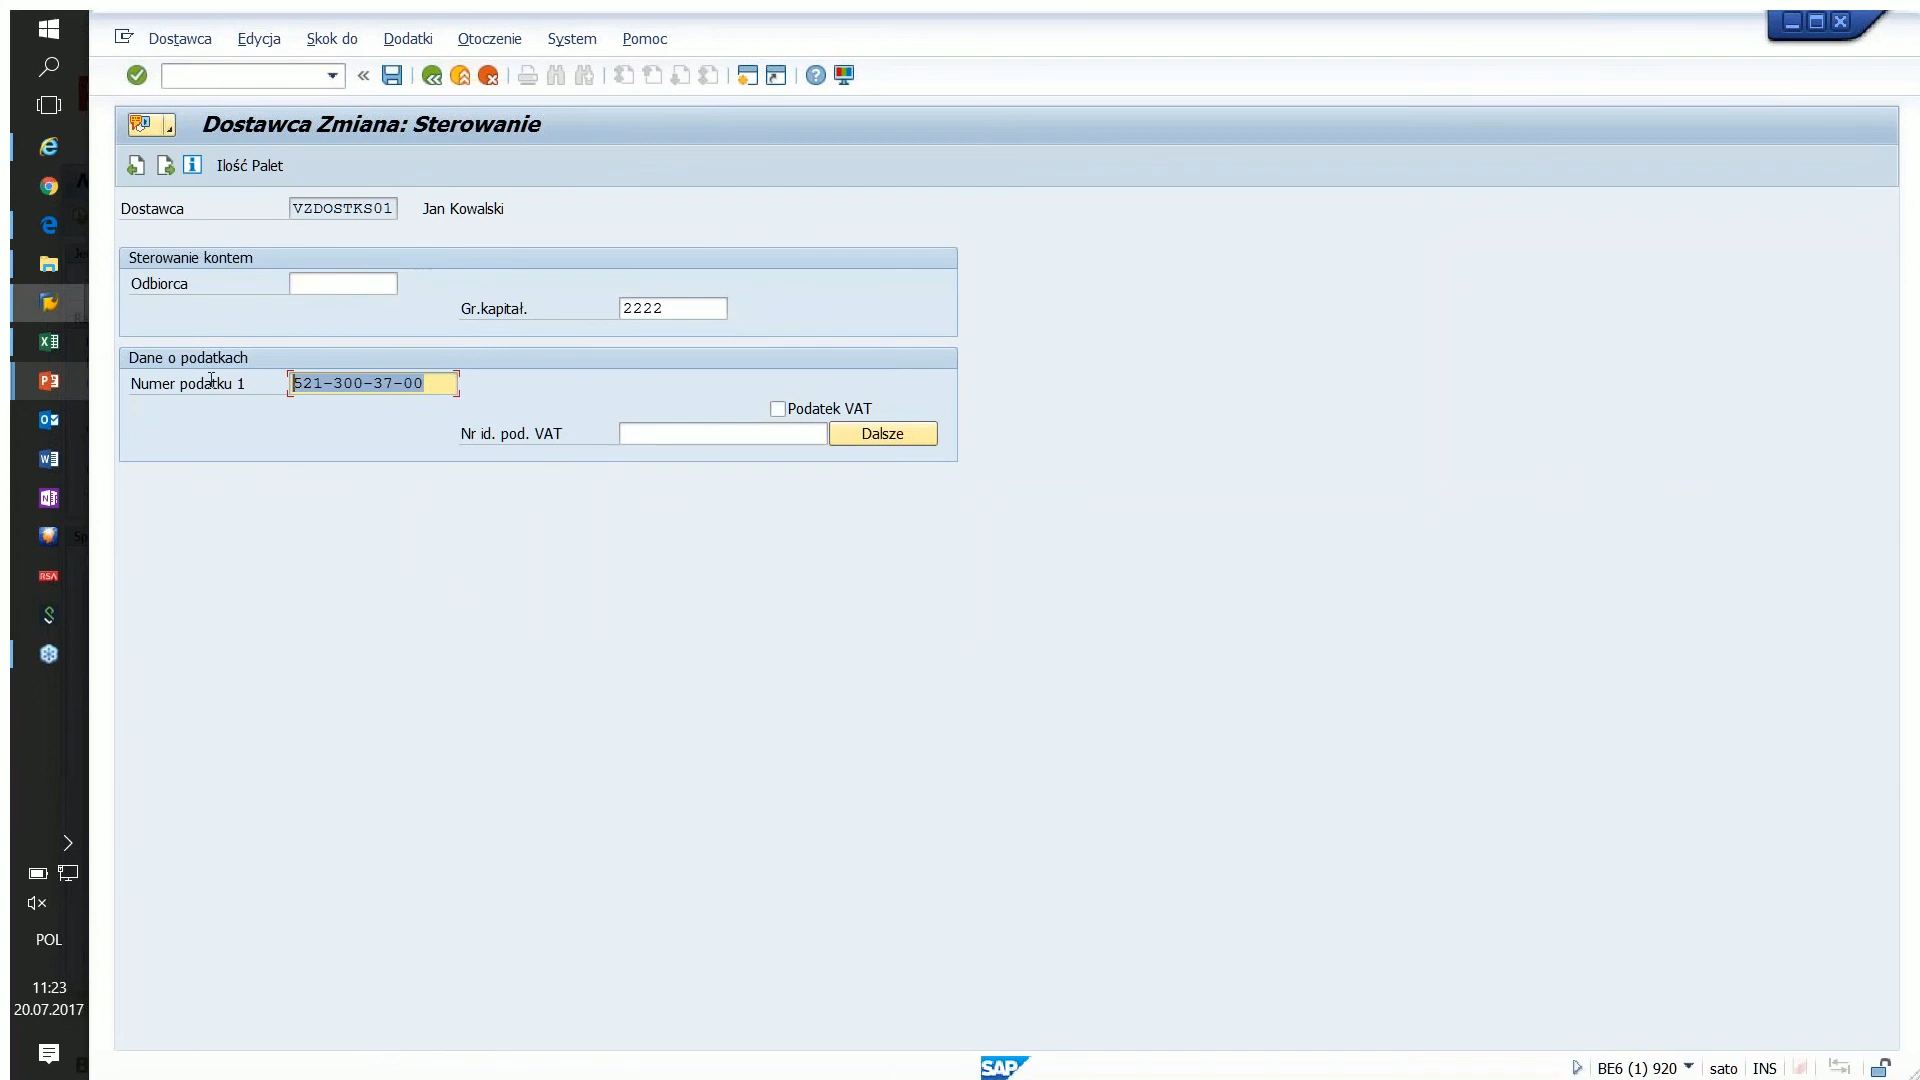 Dostawca Edycja Skok do Dodatki Otoczenie System Pomoc
Dostawca Zmiana: Sterowanie
Ilość Palet
Dostawca VZDOSTKS01 Jan Kowalski
Sterowanie kontem
Odbiorca
Gr.kapitał. 2222
Dane o podatkach
Numer podatku 1 521-300-37-00
Podatek VAT
Nr id. pod. VAT Dalsze
RSA
POL
11:23
20.07.2017
SAP BE6 (1) 920 sato INS